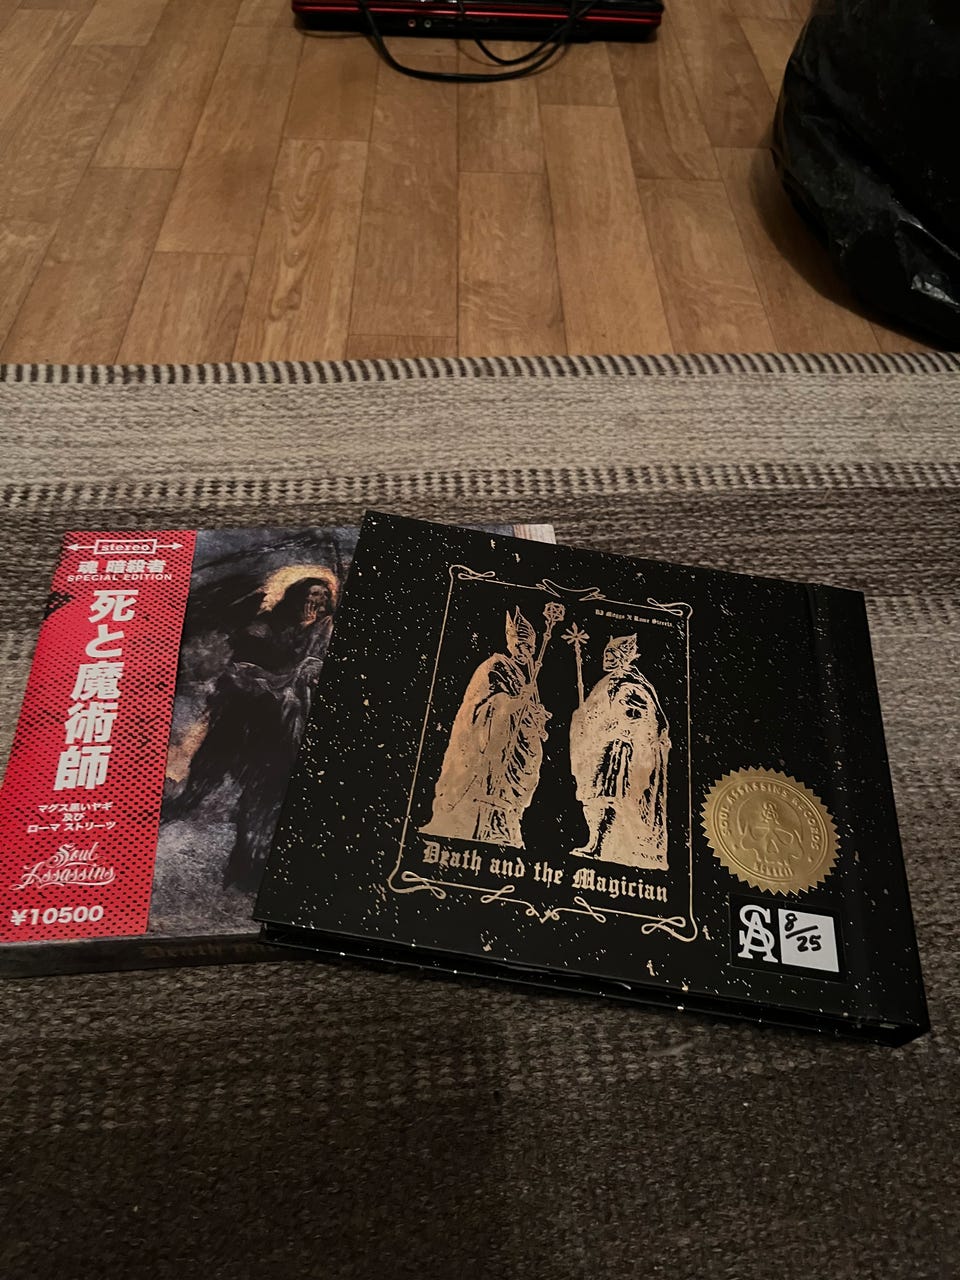 stereo
魂 暗殺者
SPECIAL EDITION
死と魔術師
マグス黒いヤギ
及び
ローマ ストリーツ
Soul
Assassins
¥10500
DJ Muggs X Rome Streetz
Death and the Magician
SOUL ASSASSINS RECORDS
SA
8/25